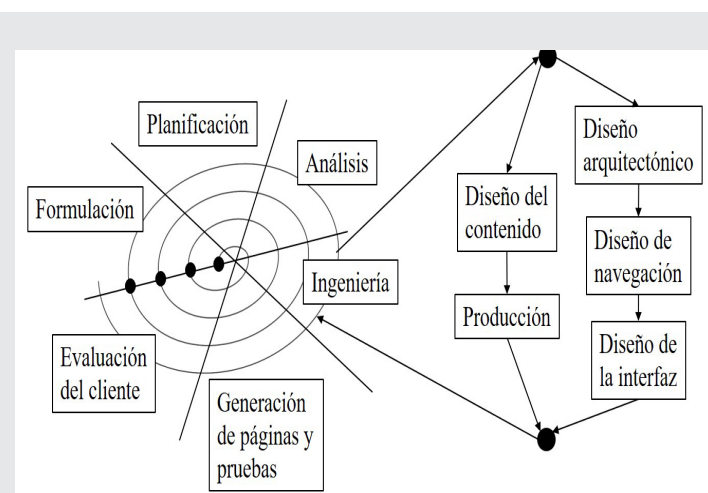 Planificación
Análisis
Formulación
Ingeniería
Evaluación
del cliente
Generación
de páginas y
pruebas
Diseño del
contenido
Producción
Diseño
arquitectónico
Diseño de
navegación
Diseño de
la interfaz